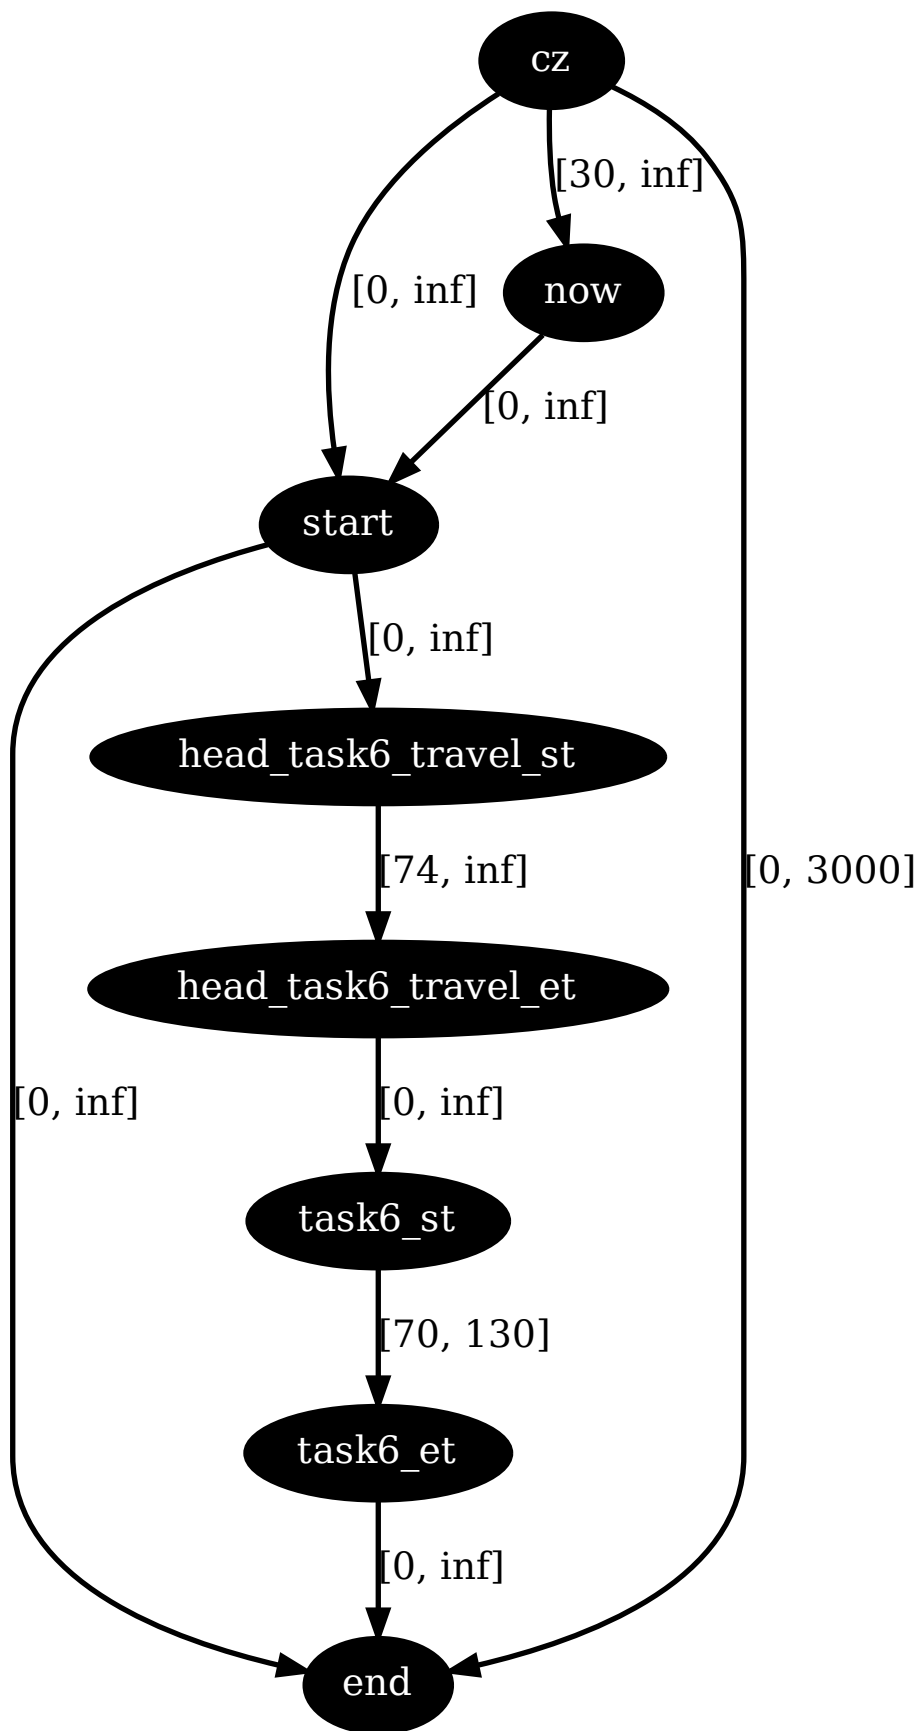 cz
[30, inf]
[0, inf]
now
[0, inf]
start
[0, inf]
head_task6_travel_st
[74, inf]
[0, 3000]
head_task6_travel_et
[0, inf]
[0, inf]
task6_st
[70, 130]
task6_et
[0, inf]
end